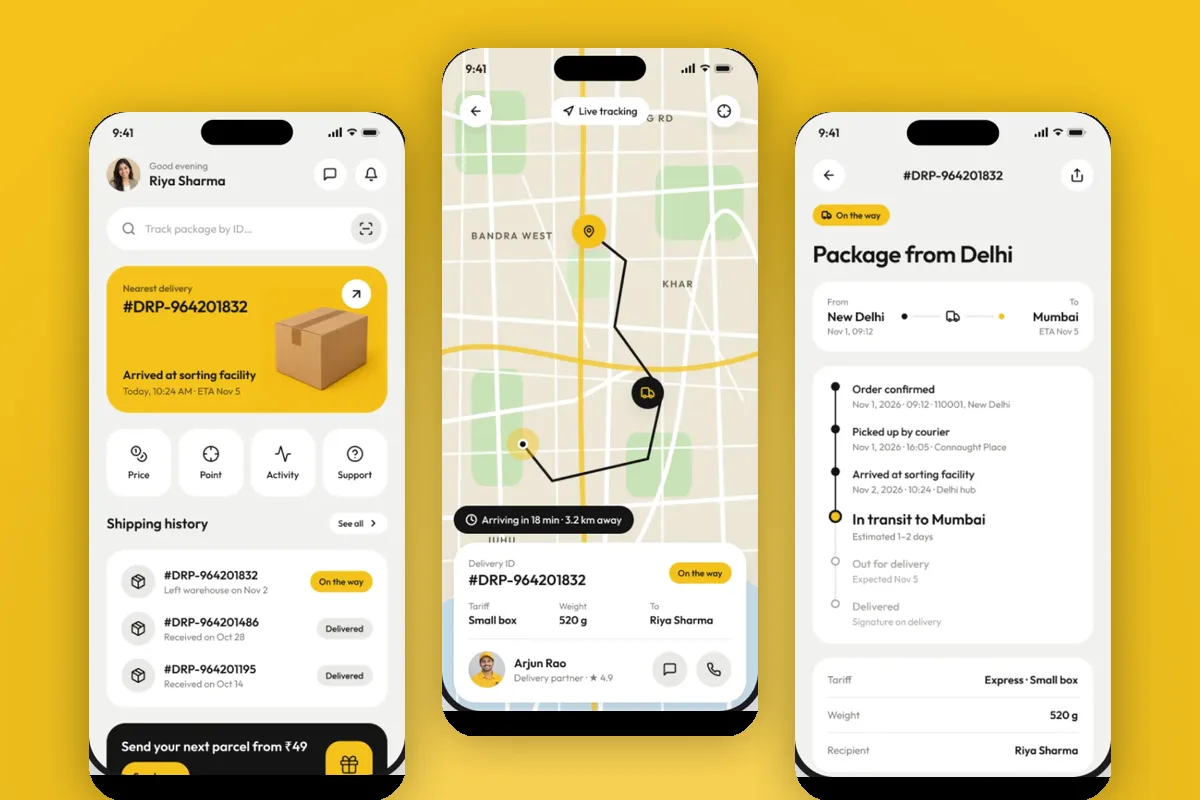 9:41
Good evening
Riya Sharma
Track package by ID...
Nearest delivery
#DRP-964201832
Arrived at sorting facility
Today, 10:24 AM · ETA Nov 5
Price
Point
Activity
Support
Shipping history
See all
#DRP-964201832
Left warehouse on Nov 2
On the way
#DRP-964201486
Received on Oct 28
Delivered
#DRP-964201195
Received on Oct 14
Delivered
Send your next parcel from ₹49
9:41
Live tracking
G RD
BANDRA WEST
KHAR
Arriving in 18 min · 3.2 km away
Delivery ID
#DRP-964201832
On the way
Tariff
Small box
Weight
520 g
To
Riya Sharma
Arjun Rao
Delivery partner · ★ 4.9
9:41
#DRP-964201832
On the way
Package from Delhi
From
New Delhi
Nov 1, 09:12
To
Mumbai
ETA Nov 5
Order confirmed
Nov 1, 2026 · 09:12 · 110001, New Delhi
Picked up by courier
Nov 1, 2026 · 16:05 · Connaught Place
Arrived at sorting facility
Nov 2, 2026 · 10:24 · Delhi hub
In transit to Mumbai
Estimated 1–2 days
Out for delivery
Expected Nov 5
Delivered
Signature on delivery
Tariff
Express · Small box
Weight
520 g
Recipient
Riya Sharma